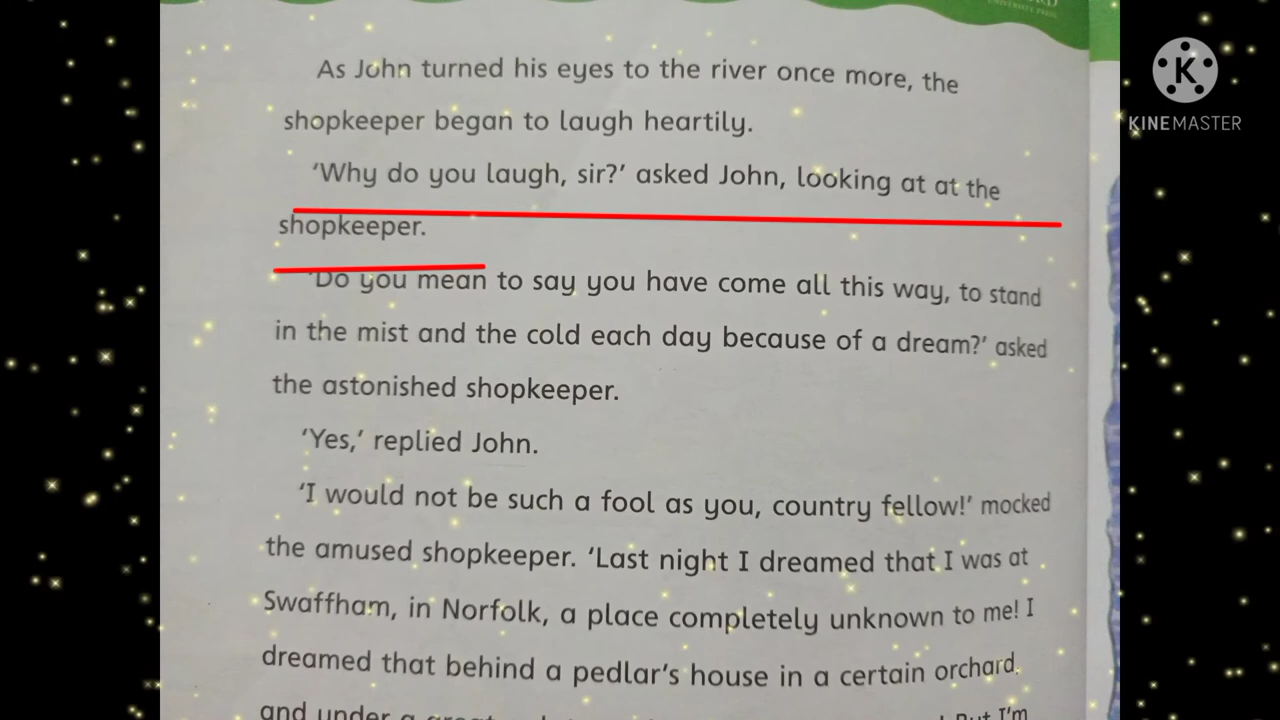 UNIVERSITY PRESS
As John turned his eyes to the river once more, the
shopkeeper began to laugh heartily.
'Why do you laugh, sir?' asked John, looking at at the
shopkeeper.
'Do you mean to say you have come all this way, to stand
in the mist and the cold each day because of a dream?' asked
the astonished shopkeeper.
'Yes,' replied John.
'I would not be such a fool as you, country fellow!' mocked
the amused shopkeeper. 'Last night I dreamed that I was at
Swaffham, in Norfolk, a place completely unknown to me! I
dreamed that behind a pedlar's house in a certain orchard,
and under a great I'm
K
KINEMASTER